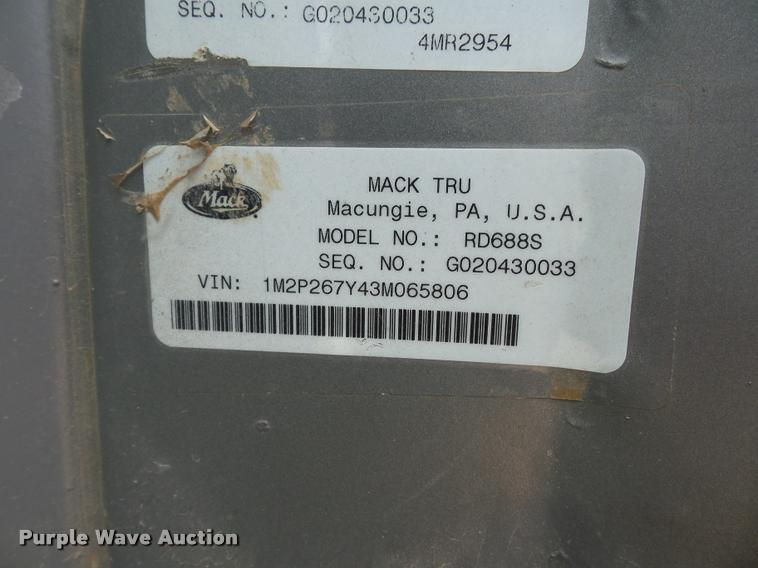 SEQ. NO.: G020430033
4MR2954
Mack
MACK TRU
Macungie, PA, U.S.A.
MODEL NO.: RD688S
SEQ. NO.: G020430033
VIN: 1M2P267Y43M065806
Purple Wave Auction